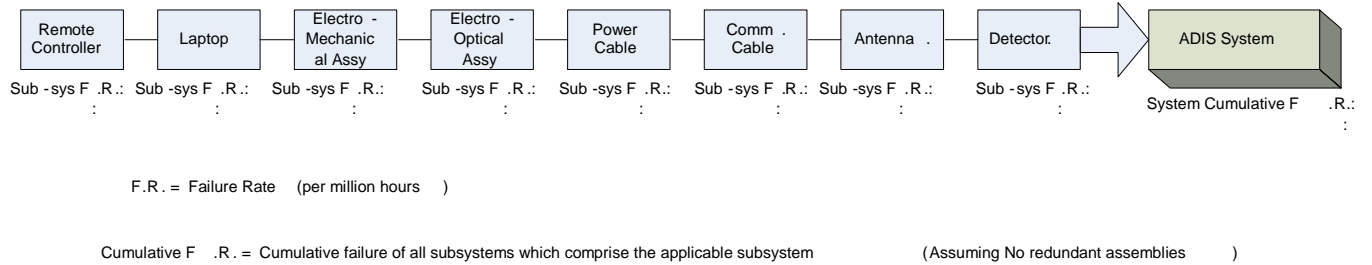 Remote
Controller
Laptop
Electro -
Mechanic
al Assy
Electro -
Optical
Assy
Power
Cable
Comm .
Cable
Antenna .
Detector.
ADIS System
Sub -sys F .R.:
:
Sub -sys F .R.:
:
Sub -sys F .R.:
:
Sub -sys F .R.:
:
Sub -sys F .R.:
:
Sub -sys F .R.:
:
Sub -sys F .R.:
:
Sub -sys F .R.:
:
System Cumulative F .R.:
:
F.R. = Failure Rate (per million hours )
Cumulative F .R. = Cumulative failure of all subsystems which comprise the applicable subsystem (Assuming No redundant assemblies )